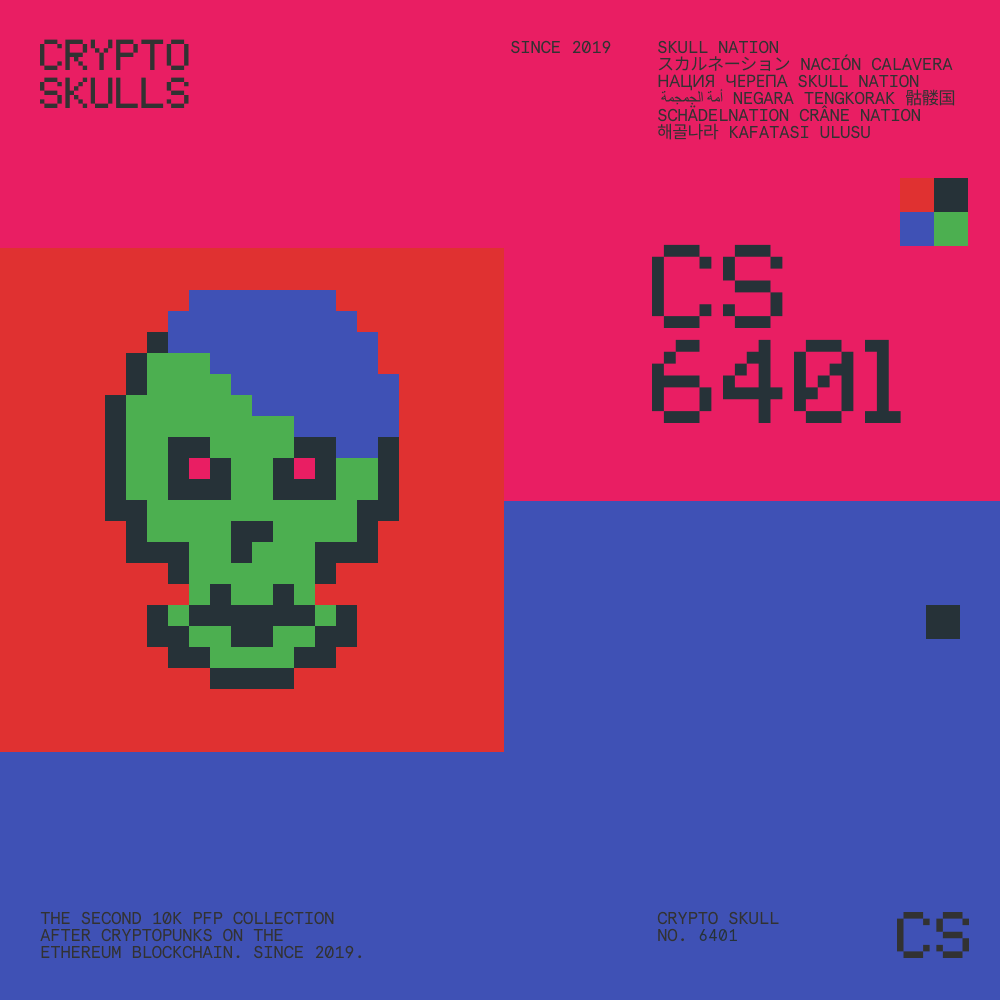 CRYPTO
SKULLS
SINCE 2019
SKULL NATION
スカルネーション NACIÓN CALAVERA
НАЦИЯ ЧЕРЕПА SKULL NATION
أمة الجمجمة NEGARA TENGKORAK 骷髅国
SCHÄDELNATION CRÂNE NATION
해골나라 KAFATASI ULUSU
CS
6401
THE SECOND 10K PFP COLLECTION
AFTER CRYPTOPUNKS ON THE
ETHEREUM BLOCKCHAIN. SINCE 2019.
CRYPTO SKULL
NO. 6401
CS